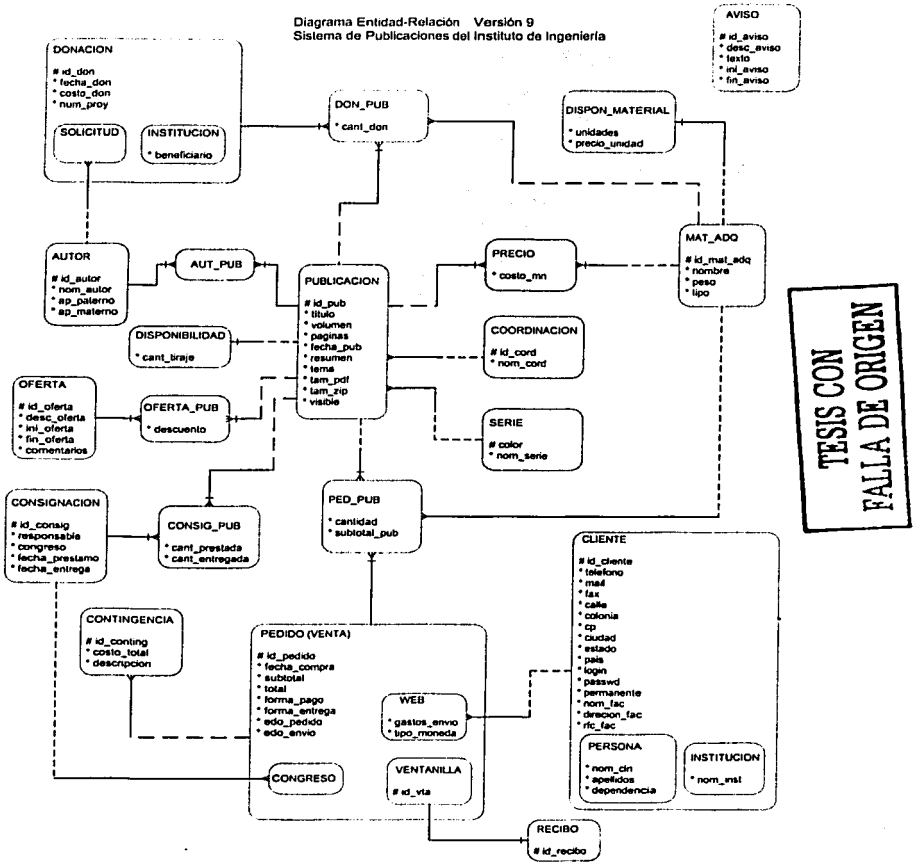 Diagrama Entidad-Relación Versión 9
Sistema de Publicaciones del Instituto de Ingeniería
AVISO
# id_aviso
* desc_aviso
* texto
* ini_aviso
* fin_aviso
DONACION
# id_don
* fecha_don
* costo_don
* num_proy
SOLICITUD
INSTITUCION
* beneficiario
DON_PUB
* cant_don
DISPON_MATERIAL
* unidades
* precio_unidad
AUTOR
# id_autor
* nom_autor
* ap_paterno
* ap_materno
AUT_PUB
PUBLICACION
# id_pub
* titulo
* volumen
* paginas
* fecha_pub
* resumen
* tema
* tam_pdf
* tam_zip
* visible
PRECIO
* costo_mn
MAT_ADQ
# id_mat_adq
* nombre
* peso
* tipo
DISPONIBILIDAD
* cant_tiraje
COORDINACION
# id_cord
* nom_cord
OFERTA
# id_oferta
* desc_oferta
* ini_oferta
* fin_oferta
* comentarios
OFERTA_PUB
* descuento
SERIE
# color
* nom_serie
TESIS CON
FALLA DE ORIGEN
CONSIGNACION
# id_consig
* responsable
* congreso
* fecha_prestamo
* fecha_entrega
CONSIG_PUB
* cant_prestada
* cant_entregada
PED_PUB
* cantidad
* subtotal_pub
CLIENTE
# id_cliente
* telefono
* mail
* fax
* calle
* colonia
* cp
* ciudad
* estado
* pais
* login
* passwd
* permanente
* nom_fac
* direcion_fac
* rfc_fac
PERSONA
* nom_cln
* apellidos
* dependencia
INSTITUCION
* nom_inst
CONTINGENCIA
# id_conting
* costo_total
* descripcion
PEDIDO (VENTA)
# id_pedido
* fecha_compra
* subtotal
* total
* forma_pago
* forma_entrega
* edo_pedido
* edo_envio
WEB
* gastos_envio
* tipo_moneda
CONGRESO
VENTANILLA
# id_vta
RECIBO
# id_recibo